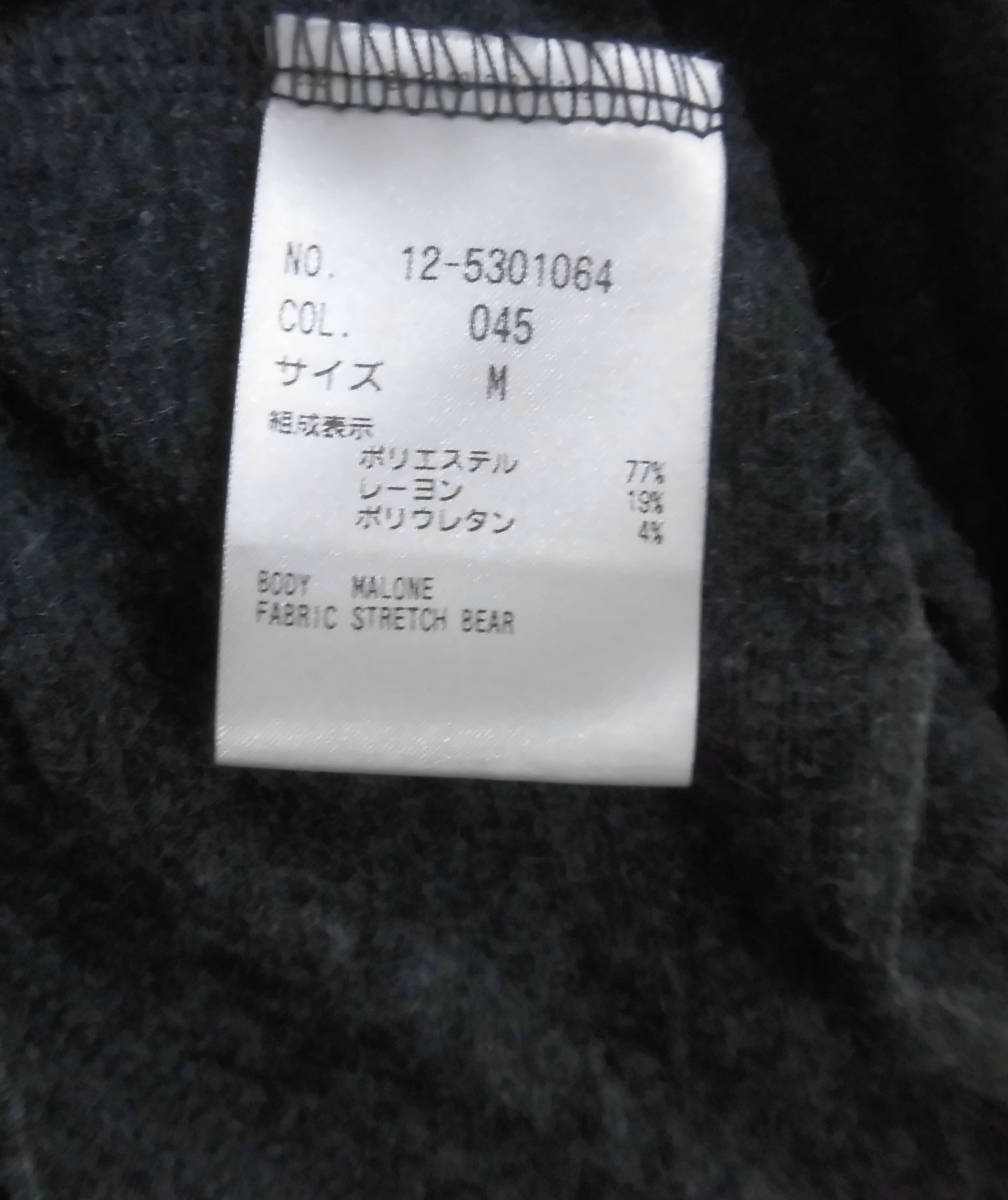 NO. 12-5301064
COL. 045
サイズ M
組成表示
ポリエステル 77%
レーヨン 19%
ポリウレタン 4%
BODY MALONE
FABRIC STRETCH BEAR